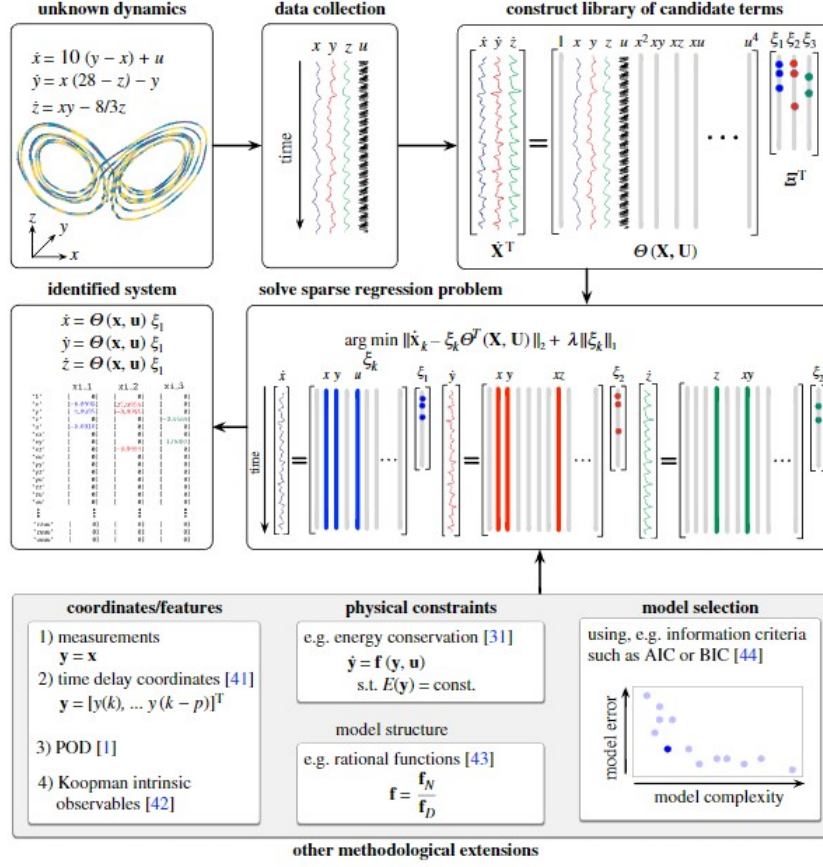 unknown dynamics
ẋ = 10 (y − x) + u
ẏ = x (28 − z) − y
ż = xy − 8/3z
z
y
x
data collection
x y z u
time
construct library of candidate terms
ẋ ẏ ż
1 x y z u x² xy xz xu u⁴
ξ₁ ξ₂ ξ₃
=
...
Ẋᵀ
Θ (X, U)
Ξᵀ
identified system
ẋ = Θ (x, u) ξ₁
ẏ = Θ (x, u) ξ₁
ż = Θ (x, u) ξ₁
xi_1 xi_2 xi_3
solve sparse regression problem
arg min ‖ẋₖ − ξₖΘᵀ (X, U)‖₂ + λ‖ξₖ‖₁
ξₖ
time
ẋ
=
x y u
...
ξ₁
ẏ
=
x y xz
...
ξ₂
ż
=
z xy
...
coordinates/features
1) measurements
y = x
2) time delay coordinates [41]
y = [y(k), ... y (k − p)]ᵀ
3) POD [1]
4) Koopman intrinsic
observables [42]
physical constraints
e.g. energy conservation [31]
ẏ = f (y, u)
s.t. E(y) = const.
model structure
e.g. rational functions [43]
f = f_N
f_D
model selection
using, e.g. information criteria
such as AIC or BIC [44]
model error
model complexity
other methodological extensions